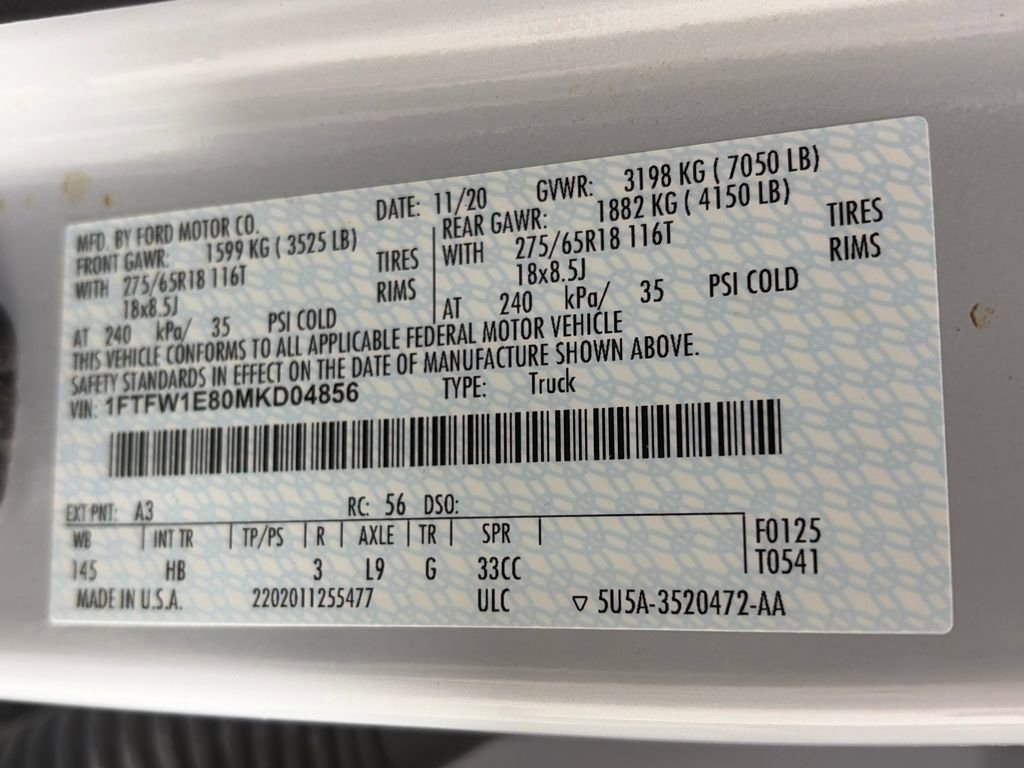 MFD. BY FORD MOTOR CO. DATE: 11/20 GVWR: 3198 KG ( 7050 LB)
FRONT GAWR: 1599 KG ( 3525 LB) REAR GAWR: 1882 KG ( 4150 LB)
WITH 275/65R18 116T TIRES WITH 275/65R18 116T TIRES
18x8.5J RIMS 18x8.5J RIMS
AT 240 kPa/ 35 PSI COLD AT 240 kPa/ 35 PSI COLD
THIS VEHICLE CONFORMS TO ALL APPLICABLE FEDERAL MOTOR VEHICLE
SAFETY STANDARDS IN EFFECT ON THE DATE OF MANUFACTURE SHOWN ABOVE.
VIN: 1FTFW1E80MKD04856 TYPE: Truck
EXT PNT: A3 RC: 56 DSO:
WB INT TR TP/PS R AXLE TR SPR F0125
145 HB 3 L9 G 33CC T0541
MADE IN U.S.A. 2202011255477 ULC ▽ 5U5A-3520472-AA